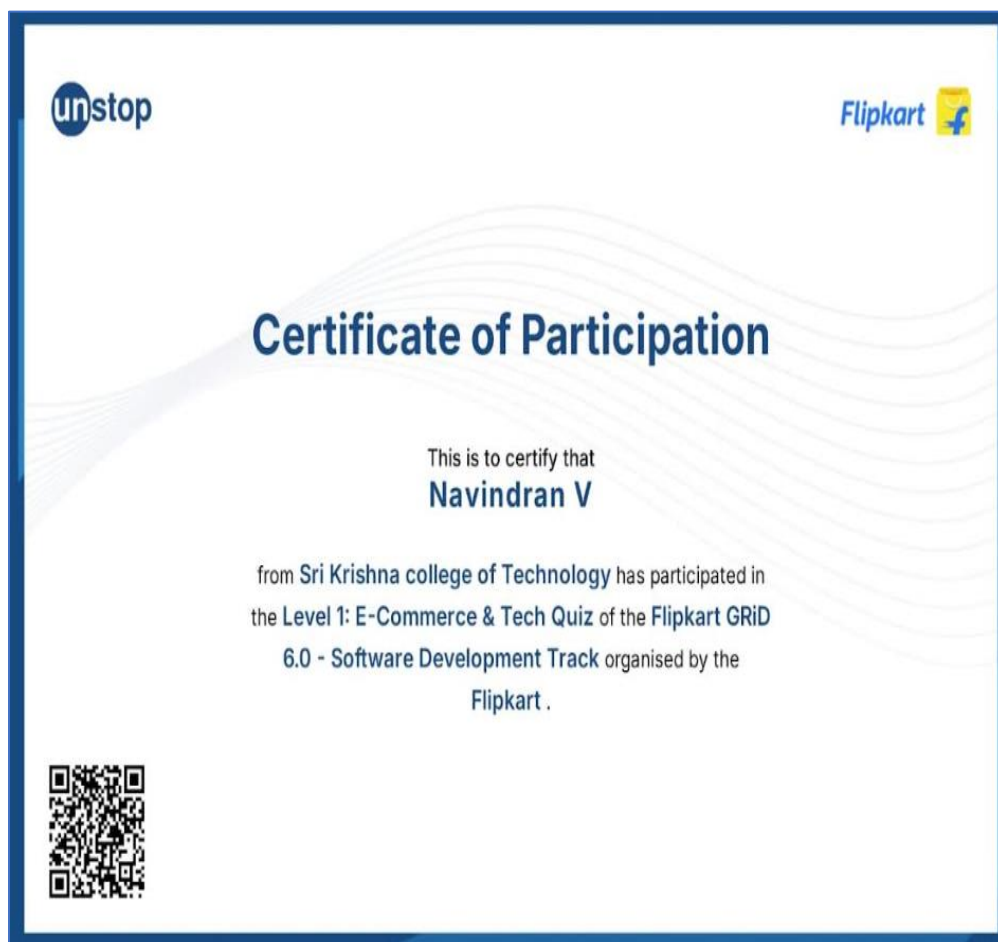 unstop
Flipkart
Certificate of Participation
This is to certify that
Navindran V
from Sri Krishna college of Technology has participated in
the Level 1: E-Commerce & Tech Quiz of the Flipkart GRiD
6.0 - Software Development Track organised by the
Flipkart .